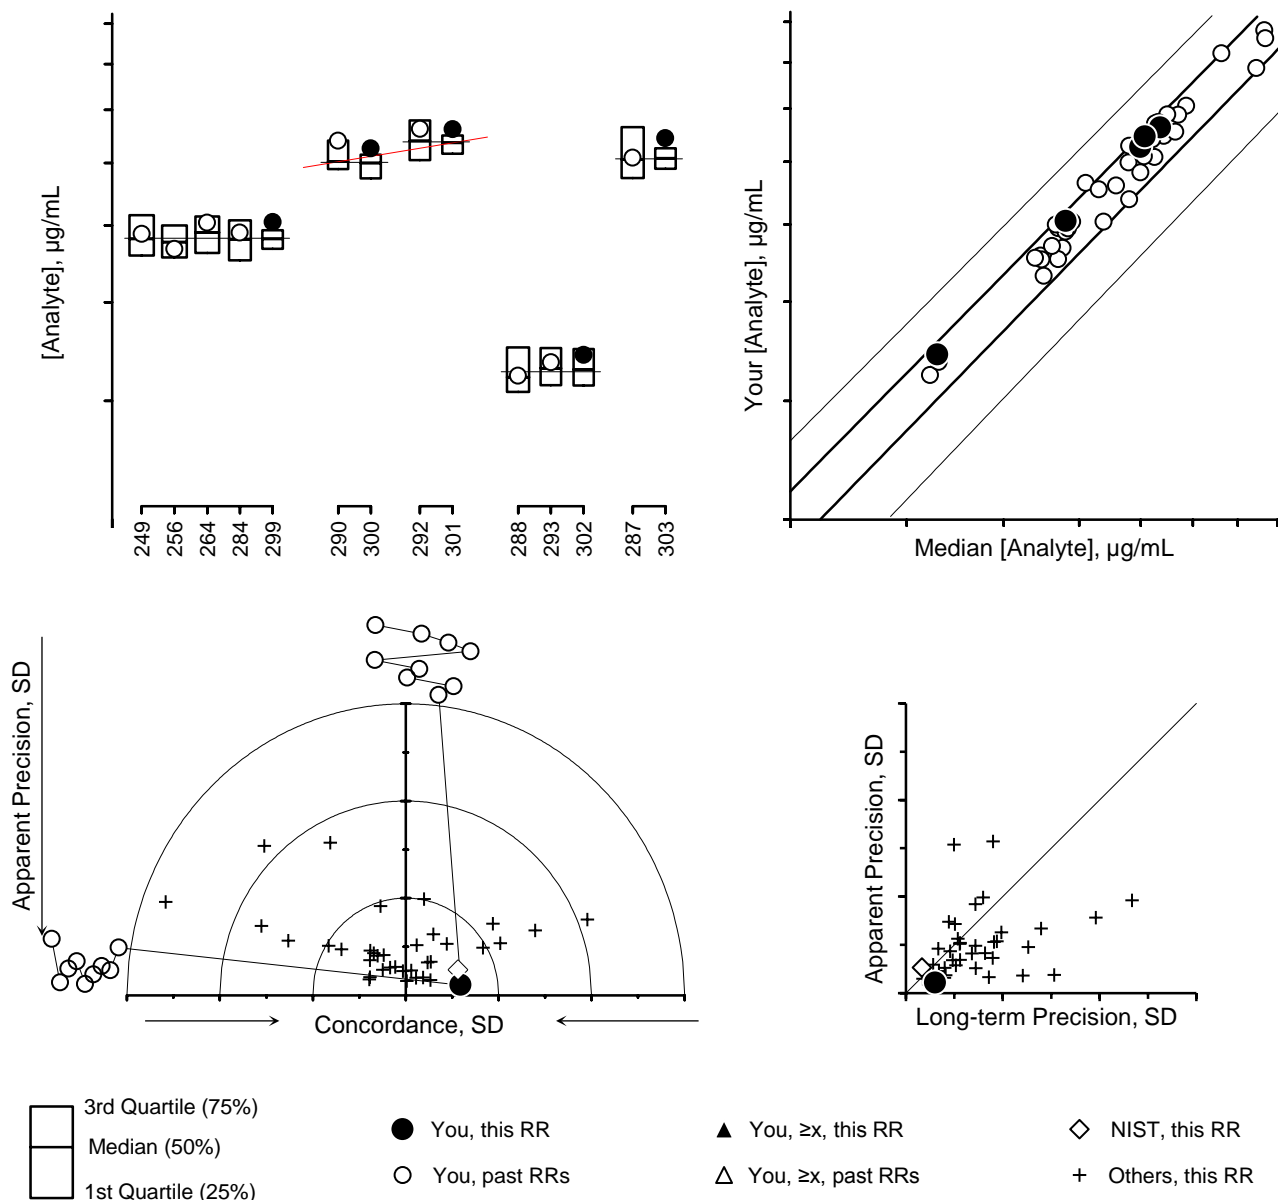 [Analyte], µg/mL
249
256
264
284
299
290
300
292
301
288
293
302
287
303
Your [Analyte], µg/mL
Median [Analyte], µg/mL
Apparent Precision, SD
Concordance, SD
Apparent Precision, SD
Long-term Precision, SD
3rd Quartile (75%)
Median (50%)
1st Quartile (25%)
You, this RR
You, past RRs
You, ≥x, this RR
You, ≥x, past RRs
NIST, this RR
Others, this RR